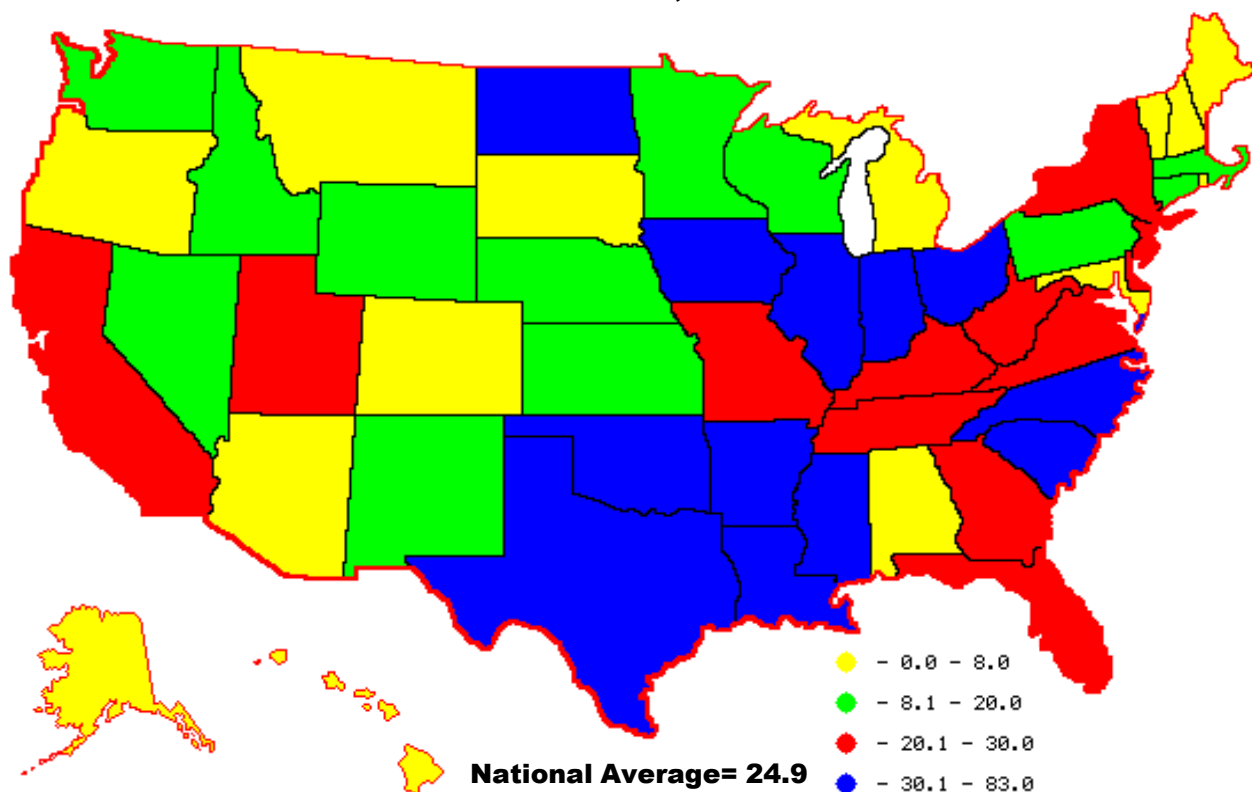 - 0.0 - 8.0
- 8.1 - 20.0
- 20.1 - 30.0
National Average= 24.9
- 30.1 - 83.0